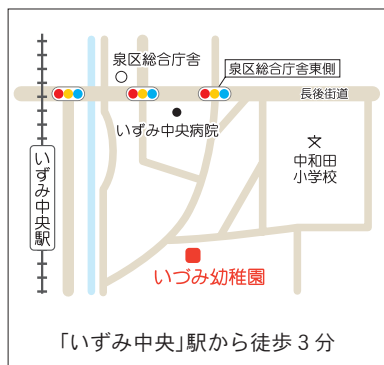 泉区総合庁舎
泉区総合庁舎東側
長後街道
いずみ中央病院
文
中和田
小学校
いずみ中央駅
いづみ幼稚園
「いずみ中央」駅から徒歩3分